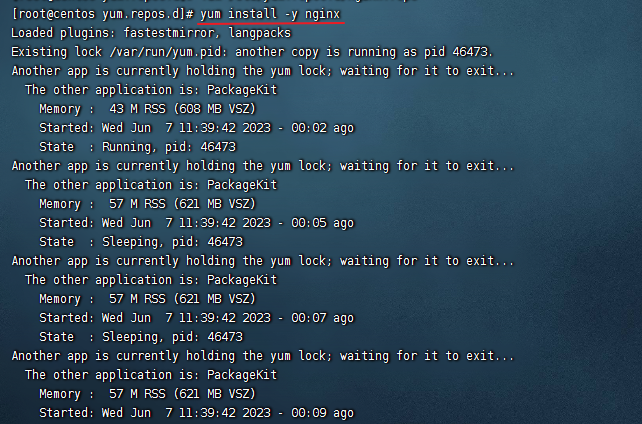 [root@centos yum.repos.d]# yum install -y nginx
Loaded plugins: fastestmirror, langpacks
Existing lock /var/run/yum.pid: another copy is running as pid 46473.
Another app is currently holding the yum lock; waiting for it to exit...
  The other application is: PackageKit
    Memory :  43 M RSS (608 MB VSZ)
    Started: Wed Jun  7 11:39:42 2023 - 00:02 ago
    State  : Running, pid: 46473
Another app is currently holding the yum lock; waiting for it to exit...
  The other application is: PackageKit
    Memory :  57 M RSS (621 MB VSZ)
    Started: Wed Jun  7 11:39:42 2023 - 00:05 ago
    State  : Sleeping, pid: 46473
Another app is currently holding the yum lock; waiting for it to exit...
  The other application is: PackageKit
    Memory :  57 M RSS (621 MB VSZ)
    Started: Wed Jun  7 11:39:42 2023 - 00:07 ago
    State  : Sleeping, pid: 46473
Another app is currently holding the yum lock; waiting for it to exit...
  The other application is: PackageKit
    Memory :  57 M RSS (621 MB VSZ)
    Started: Wed Jun  7 11:39:42 2023 - 00:09 ago